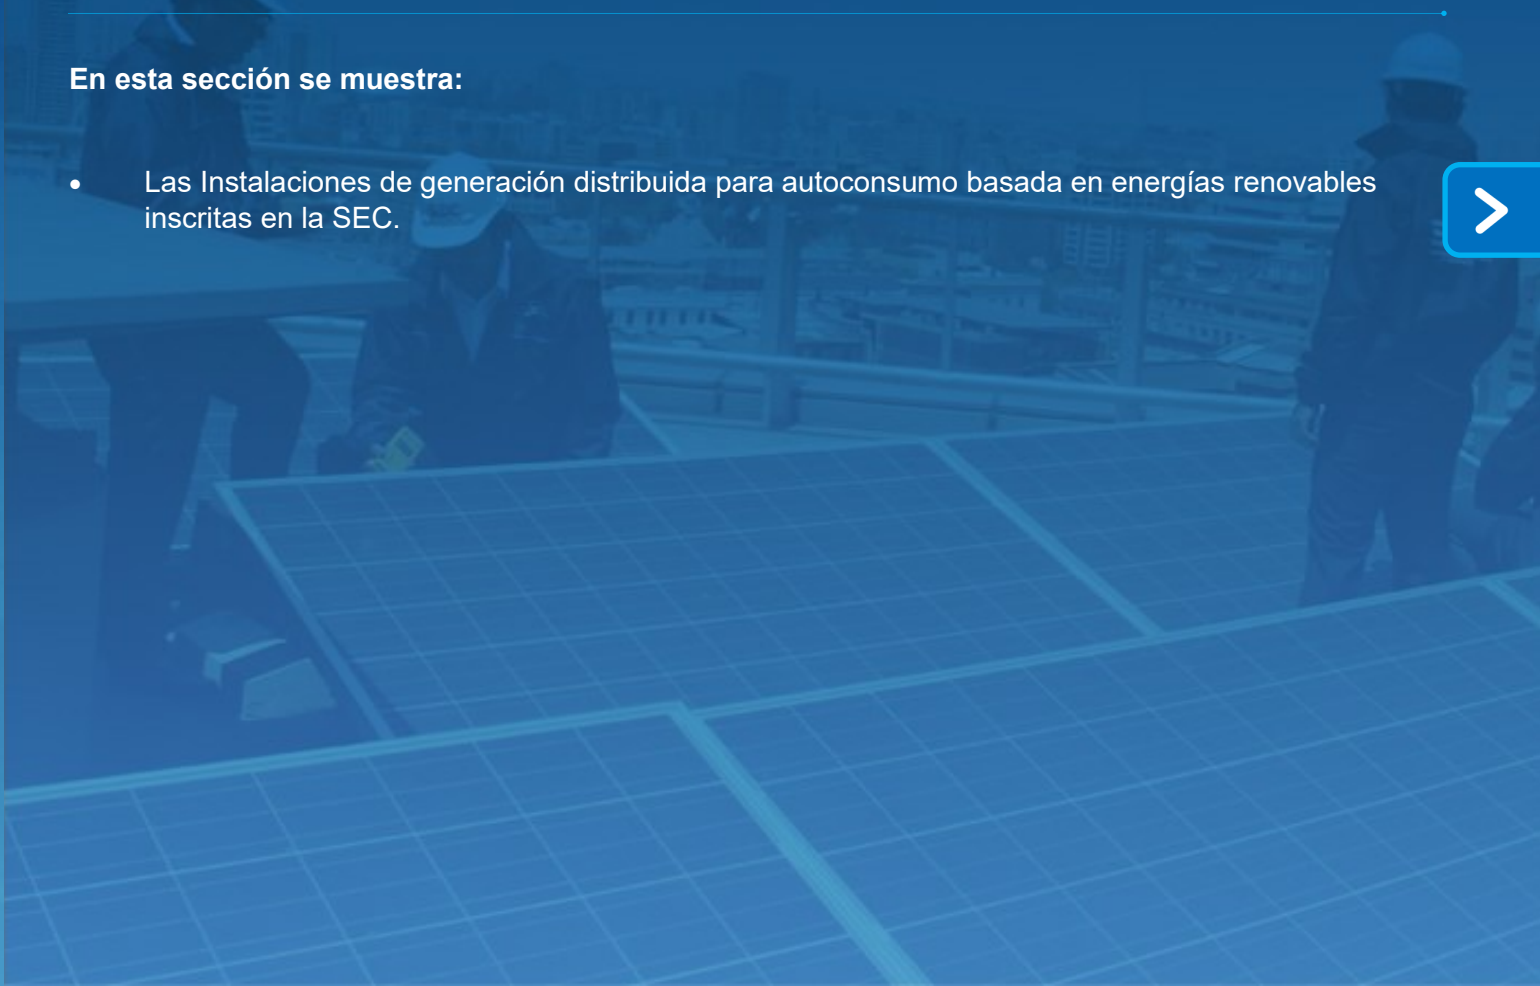 En esta sección se muestra:
• Las Instalaciones de generación distribuida para autoconsumo basada en energías renovables
inscritas en la SEC.